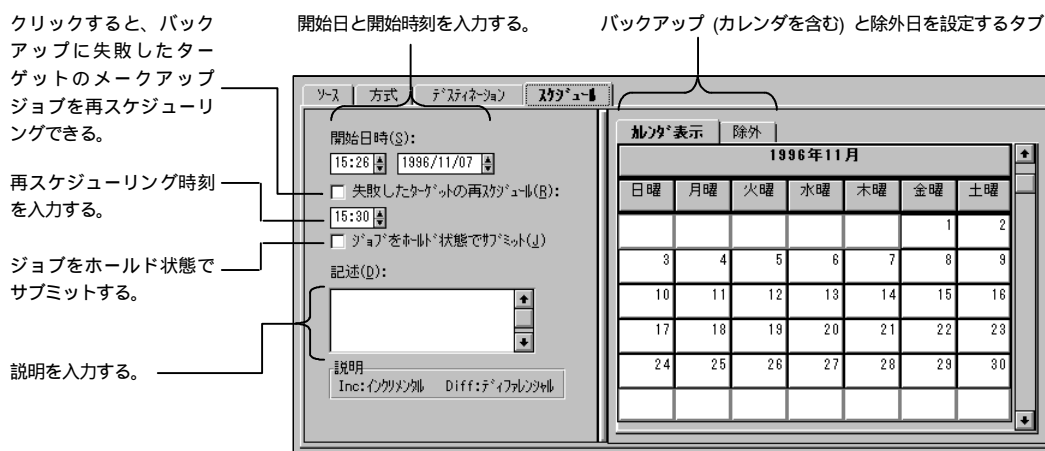 クリックすると、バック
アップに失敗したター
ゲットのメークアップ
ジョブを再スケジューリ
ングできる。
開始日と開始時刻を入力する。
バックアップ (カレンダを含む) と除外日を設定するタブ
再スケジューリング時刻
を入力する。
ジョブをホールド状態で
サブミットする。
説明を入力する。
ｿｰｽ 方式 ﾃﾞｽﾃｨﾈｰｼｮﾝ ｽｹｼﾞｭｰﾙ
開始日時(S):
15:26 1996/11/07
失敗したﾀｰｹﾞｯﾄの再ｽｹｼﾞｭｰﾙ(R):
15:30
ｼﾞｮﾌﾞをﾎｰﾙﾄﾞ状態でｻﾌﾞﾐｯﾄ(J)
記述(D):
説明
Inc:ｲﾝｸﾘﾒﾝﾀﾙ Diff:ﾃﾞｨﾌｧﾚﾝｼｬﾙ
ｶﾚﾝﾀﾞ表示 除外
1996年11月
日曜 月曜 火曜 水曜 木曜 金曜 土曜
1 2
3 4 5 6 7 8 9
10 11 12 13 14 15 16
17 18 19 20 21 22 23
24 25 26 27 28 29 30